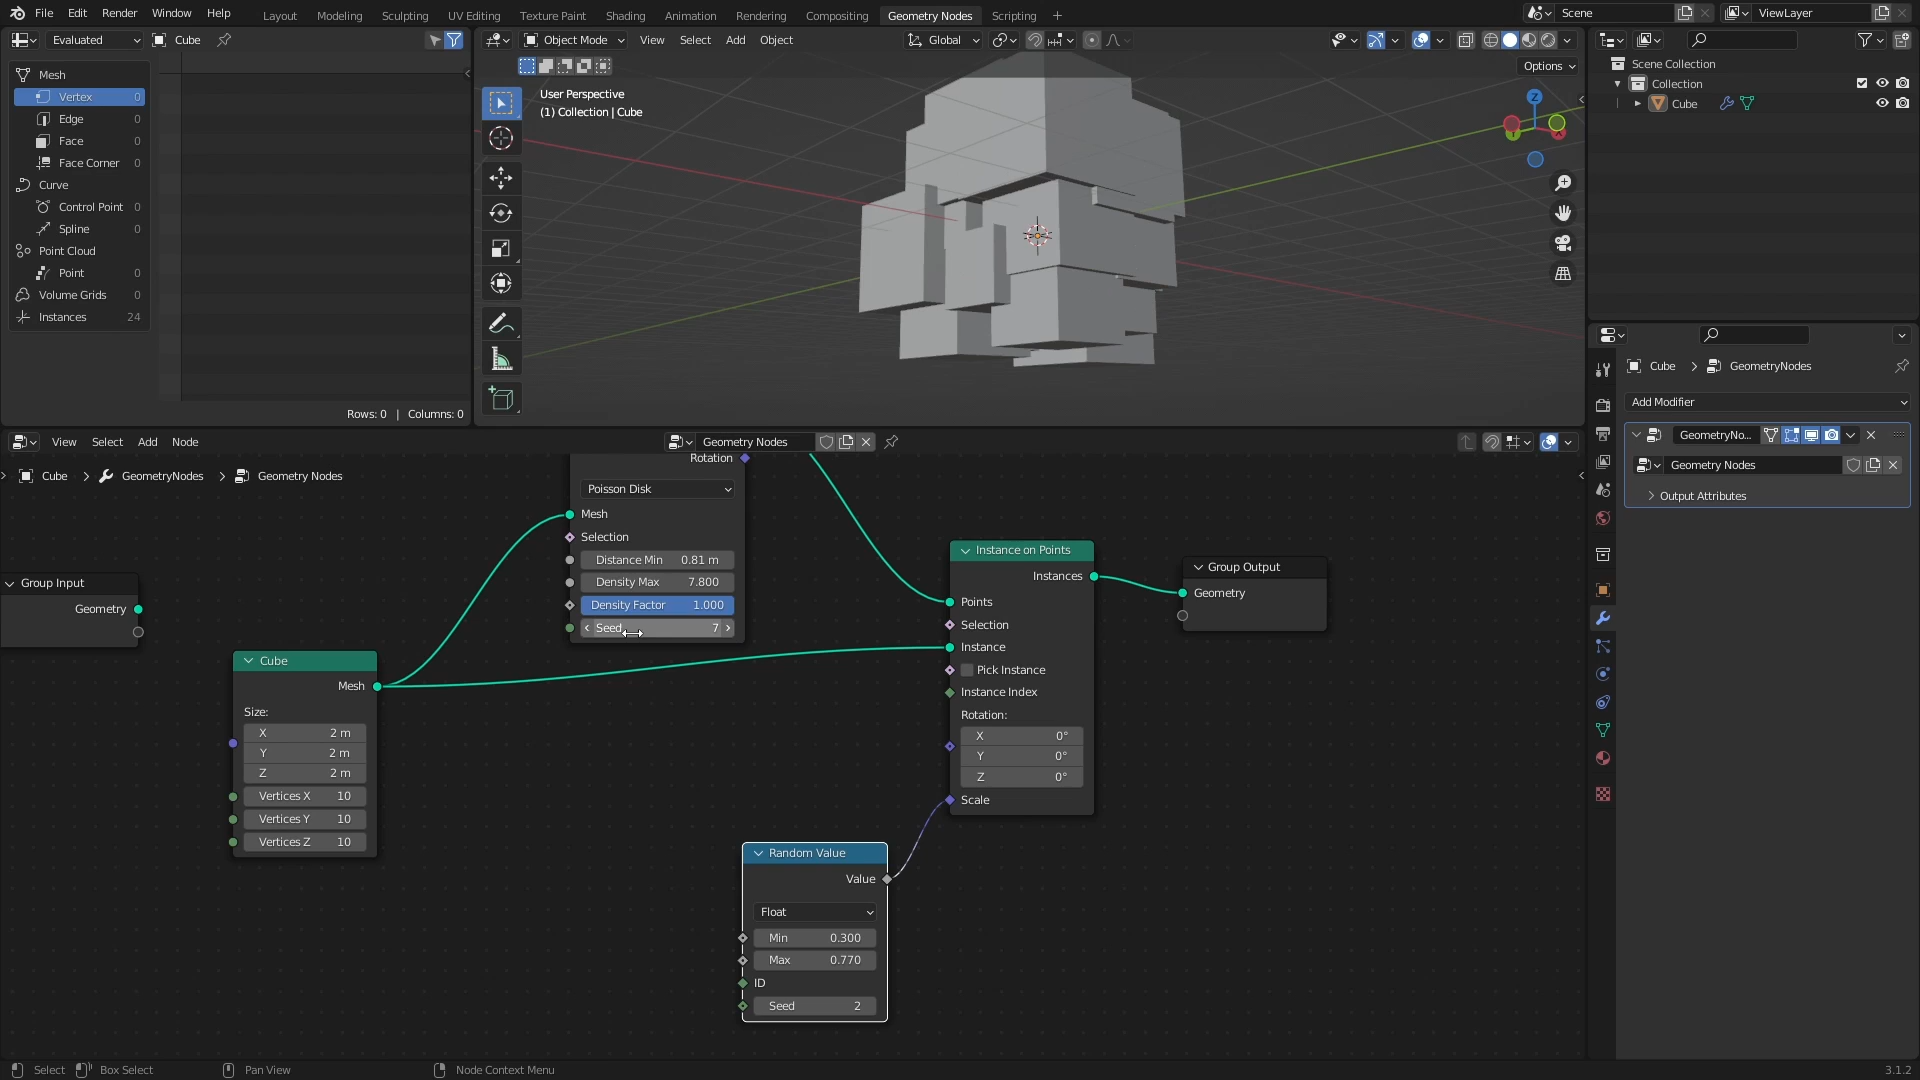 File Edit Render Window Help
Layout Modeling Sculpting UV Editing Texture Paint Shading Animation Rendering Compositing Geometry Nodes Scripting +
Scene
ViewLayer
Evaluated
Cube
Mesh
Vertex 0
Edge 0
Face 0
Face Corner 0
Curve
Control Point 0
Spline 0
Point Cloud
Point 0
Volume Grids 0
Instances 24
Rows: 0 | Columns: 0
Object Mode View Select Add Object
Global
Options
User Perspective
(1) Collection | Cube
Z
Scene Collection
Collection
Cube
Cube > GeometryNodes
Add Modifier
GeometryNo...
Geometry Nodes
Output Attributes
View Select Add Node
Geometry Nodes
Cube > GeometryNodes > Geometry Nodes
Group Input
Geometry
Cube
Mesh
Size:
X 2 m
Y 2 m
Z 2 m
Vertices X 10
Vertices Y 10
Vertices Z 10
Rotation
Poisson Disk
Mesh
Selection
Distance Min 0.81 m
Density Max 7.800
Density Factor 1.000
Seed 7
Random Value
Value
Float
Min 0.300
Max 0.770
ID
Seed 2
Instance on Points
Instances
Points
Selection
Instance
Pick Instance
Instance Index
Rotation:
X 0°
Y 0°
Z 0°
Scale
Group Output
Geometry
Select Box Select Pan View Node Context Menu
3.1.2